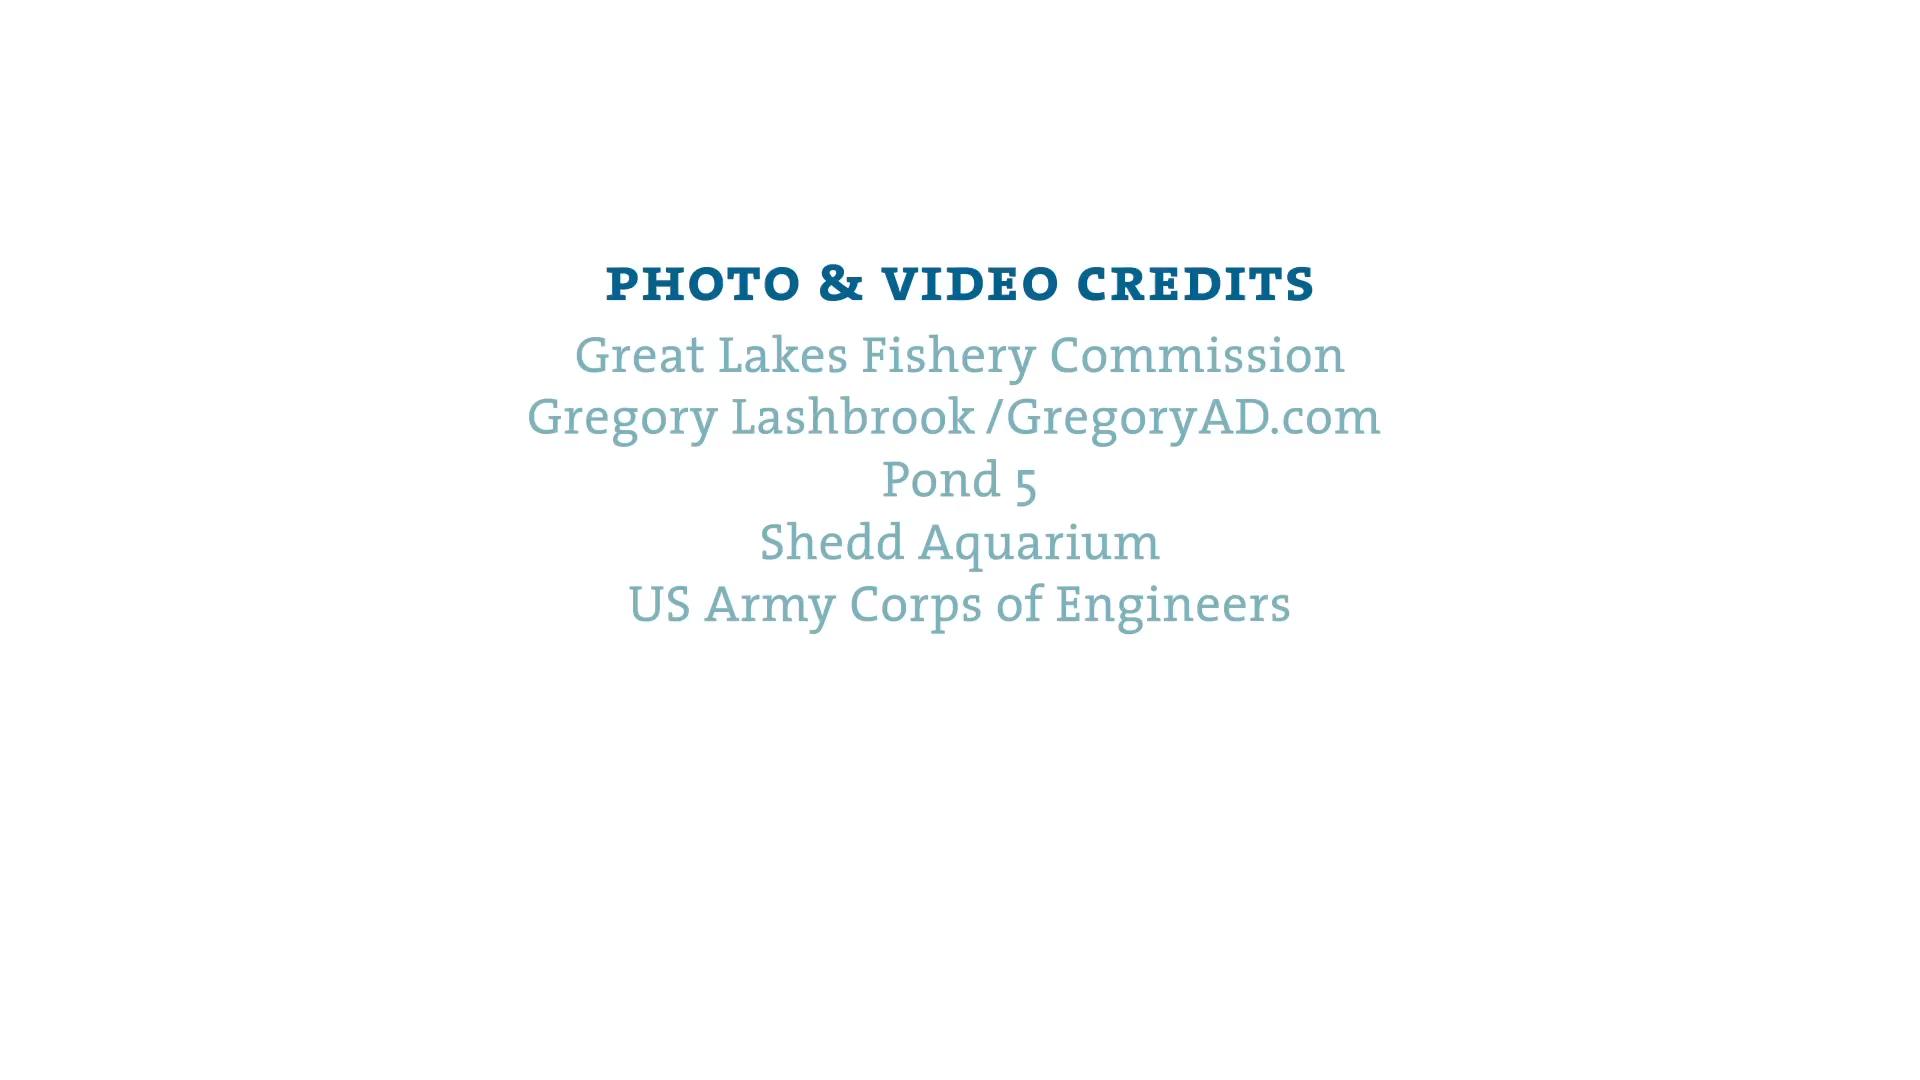 PHOTO & VIDEO CREDITS
Great Lakes Fishery Commission
Gregory Lashbrook /GregoryAD.com
Pond 5
Shedd Aquarium
US Army Corps of Engineers